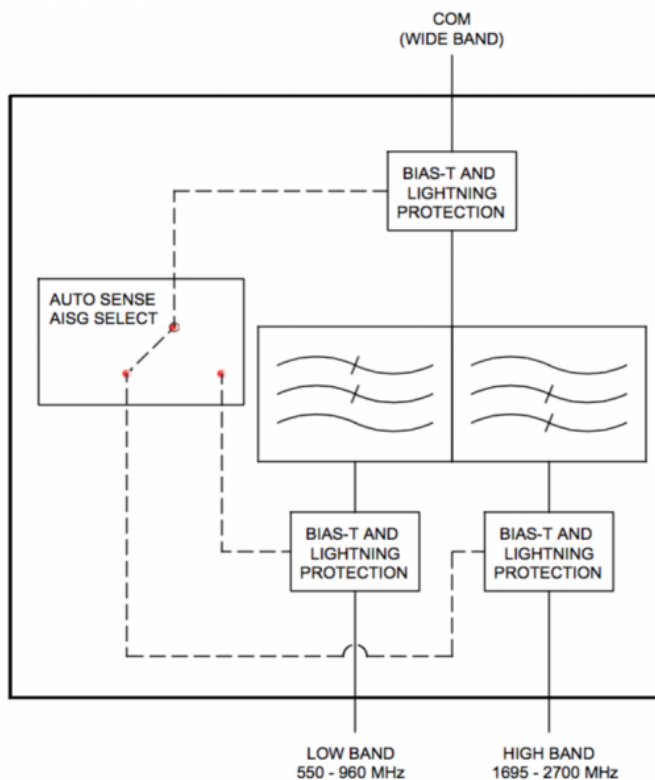 COM
(WIDE BAND)
BIAS-T AND
LIGHTNING
PROTECTION
AUTO SENSE
AISG SELECT
BIAS-T AND
LIGHTNING
PROTECTION
BIAS-T AND
LIGHTNING
PROTECTION
LOW BAND
550 - 960 MHz
HIGH BAND
1695 - 2700 MHz